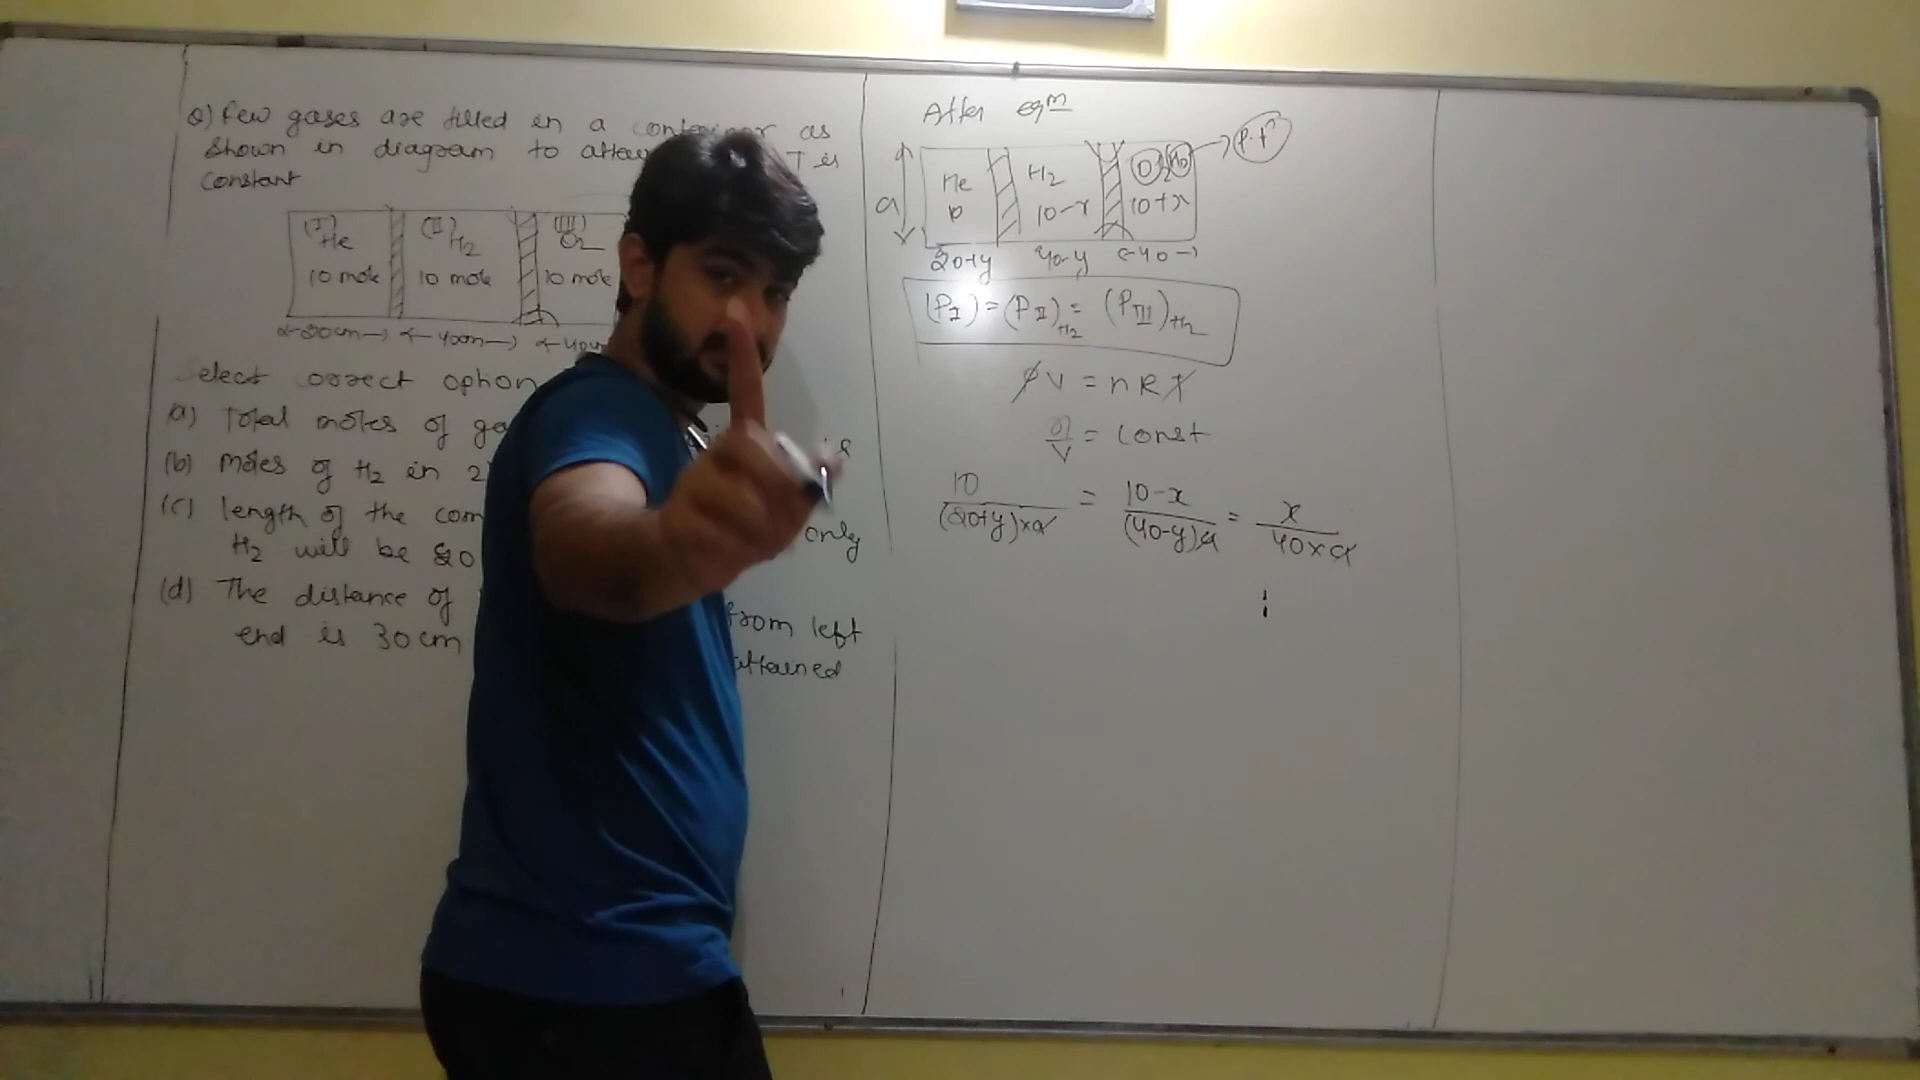 Q) Few gases are filled in a container as
shown in diagram to T is
constant
(I) (II) (III)
He H2 O2
10 mole 10 mole 10 mole
←20cm→ ←40cm→
Select correct option
(a) Total moles of
(b) moles of H2 in
(c) length of the only
H2 will be 20
(d) The distance of from left
end is 30cm attained
After eqm
He H2 O2 H2 → P.P
a 10 10-x 10+x
20+y 40-y ←40→
(PI) = (PII)H2 = (PIII)H2
PV = nRT
n/V = const
10/(20+y)×a = 10-x/(40-y)a = x/40×a